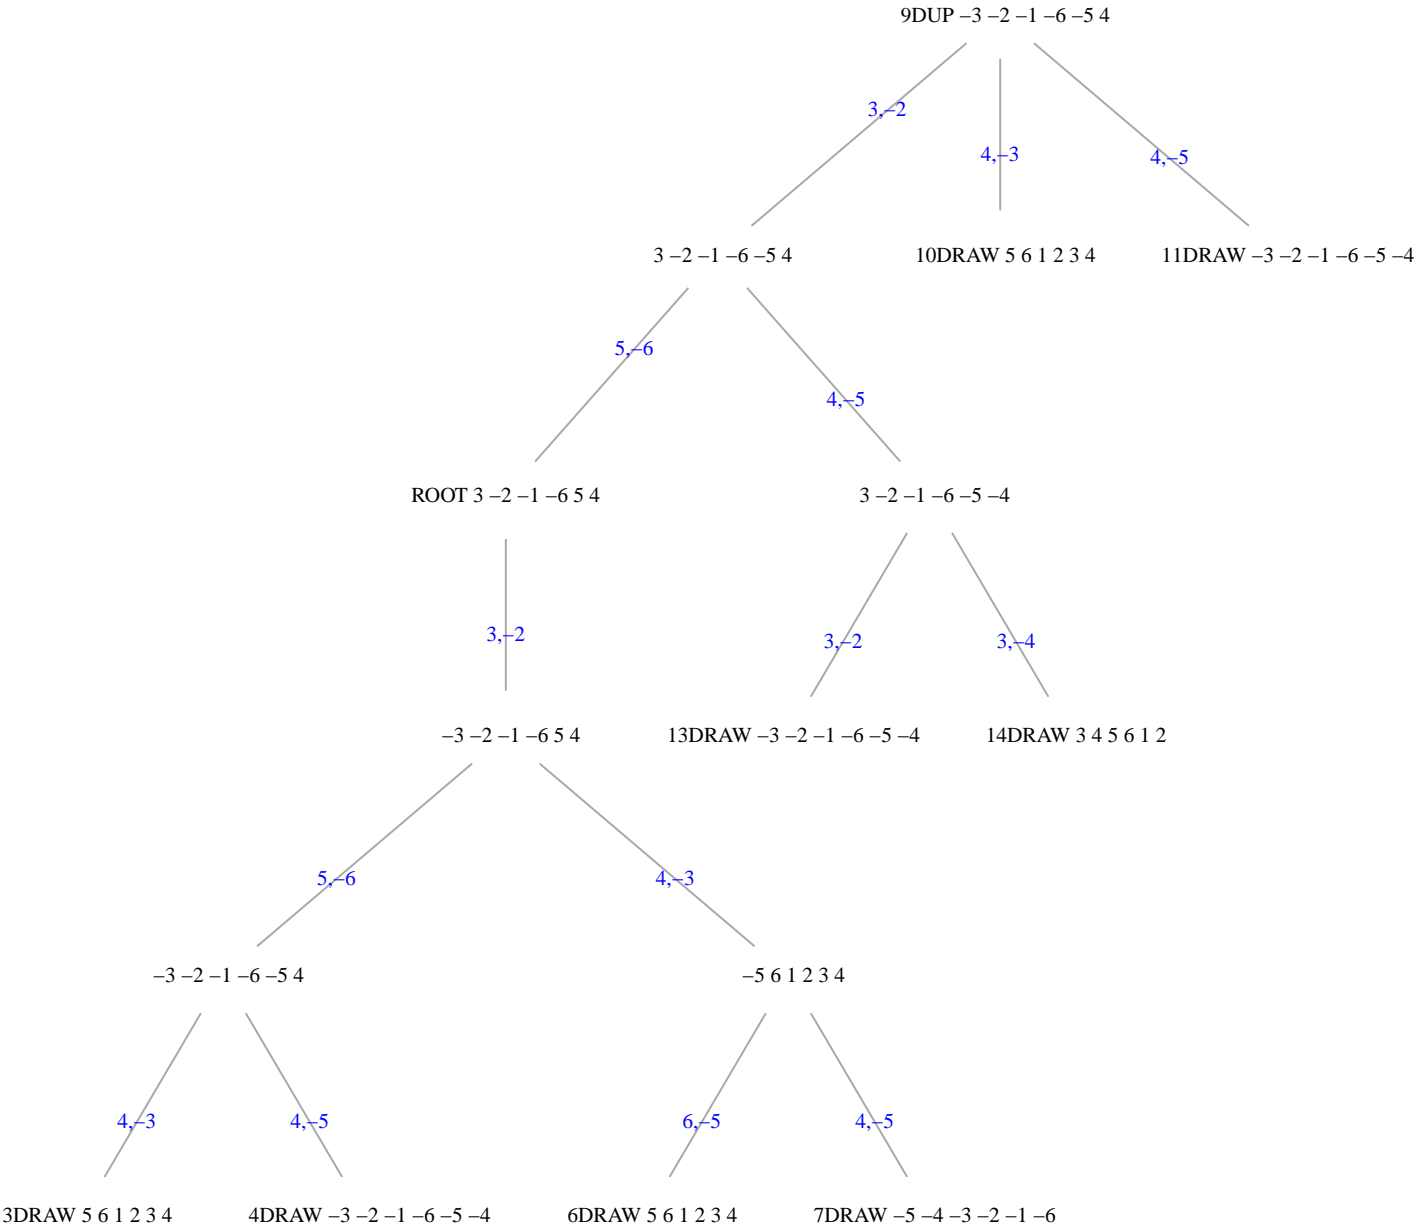 9DUP –3 –2 –1 –6 –5 4
3,–2
4,–3
4,–5
3 –2 –1 –6 –5 4
10DRAW 5 6 1 2 3 4
11DRAW –3 –2 –1 –6 –5 –4
5,–6
4,–5
ROOT 3 –2 –1 –6 5 4
3 –2 –1 –6 –5 –4
3,–2
3,–2
3,–4
–3 –2 –1 –6 5 4
13DRAW –3 –2 –1 –6 –5 –4
14DRAW 3 4 5 6 1 2
5,–6
4,–3
–3 –2 –1 –6 –5 4
–5 6 1 2 3 4
4,–3
4,–5
6,–5
4,–5
3DRAW 5 6 1 2 3 4
4DRAW –3 –2 –1 –6 –5 –4
6DRAW 5 6 1 2 3 4
7DRAW –5 –4 –3 –2 –1 –6